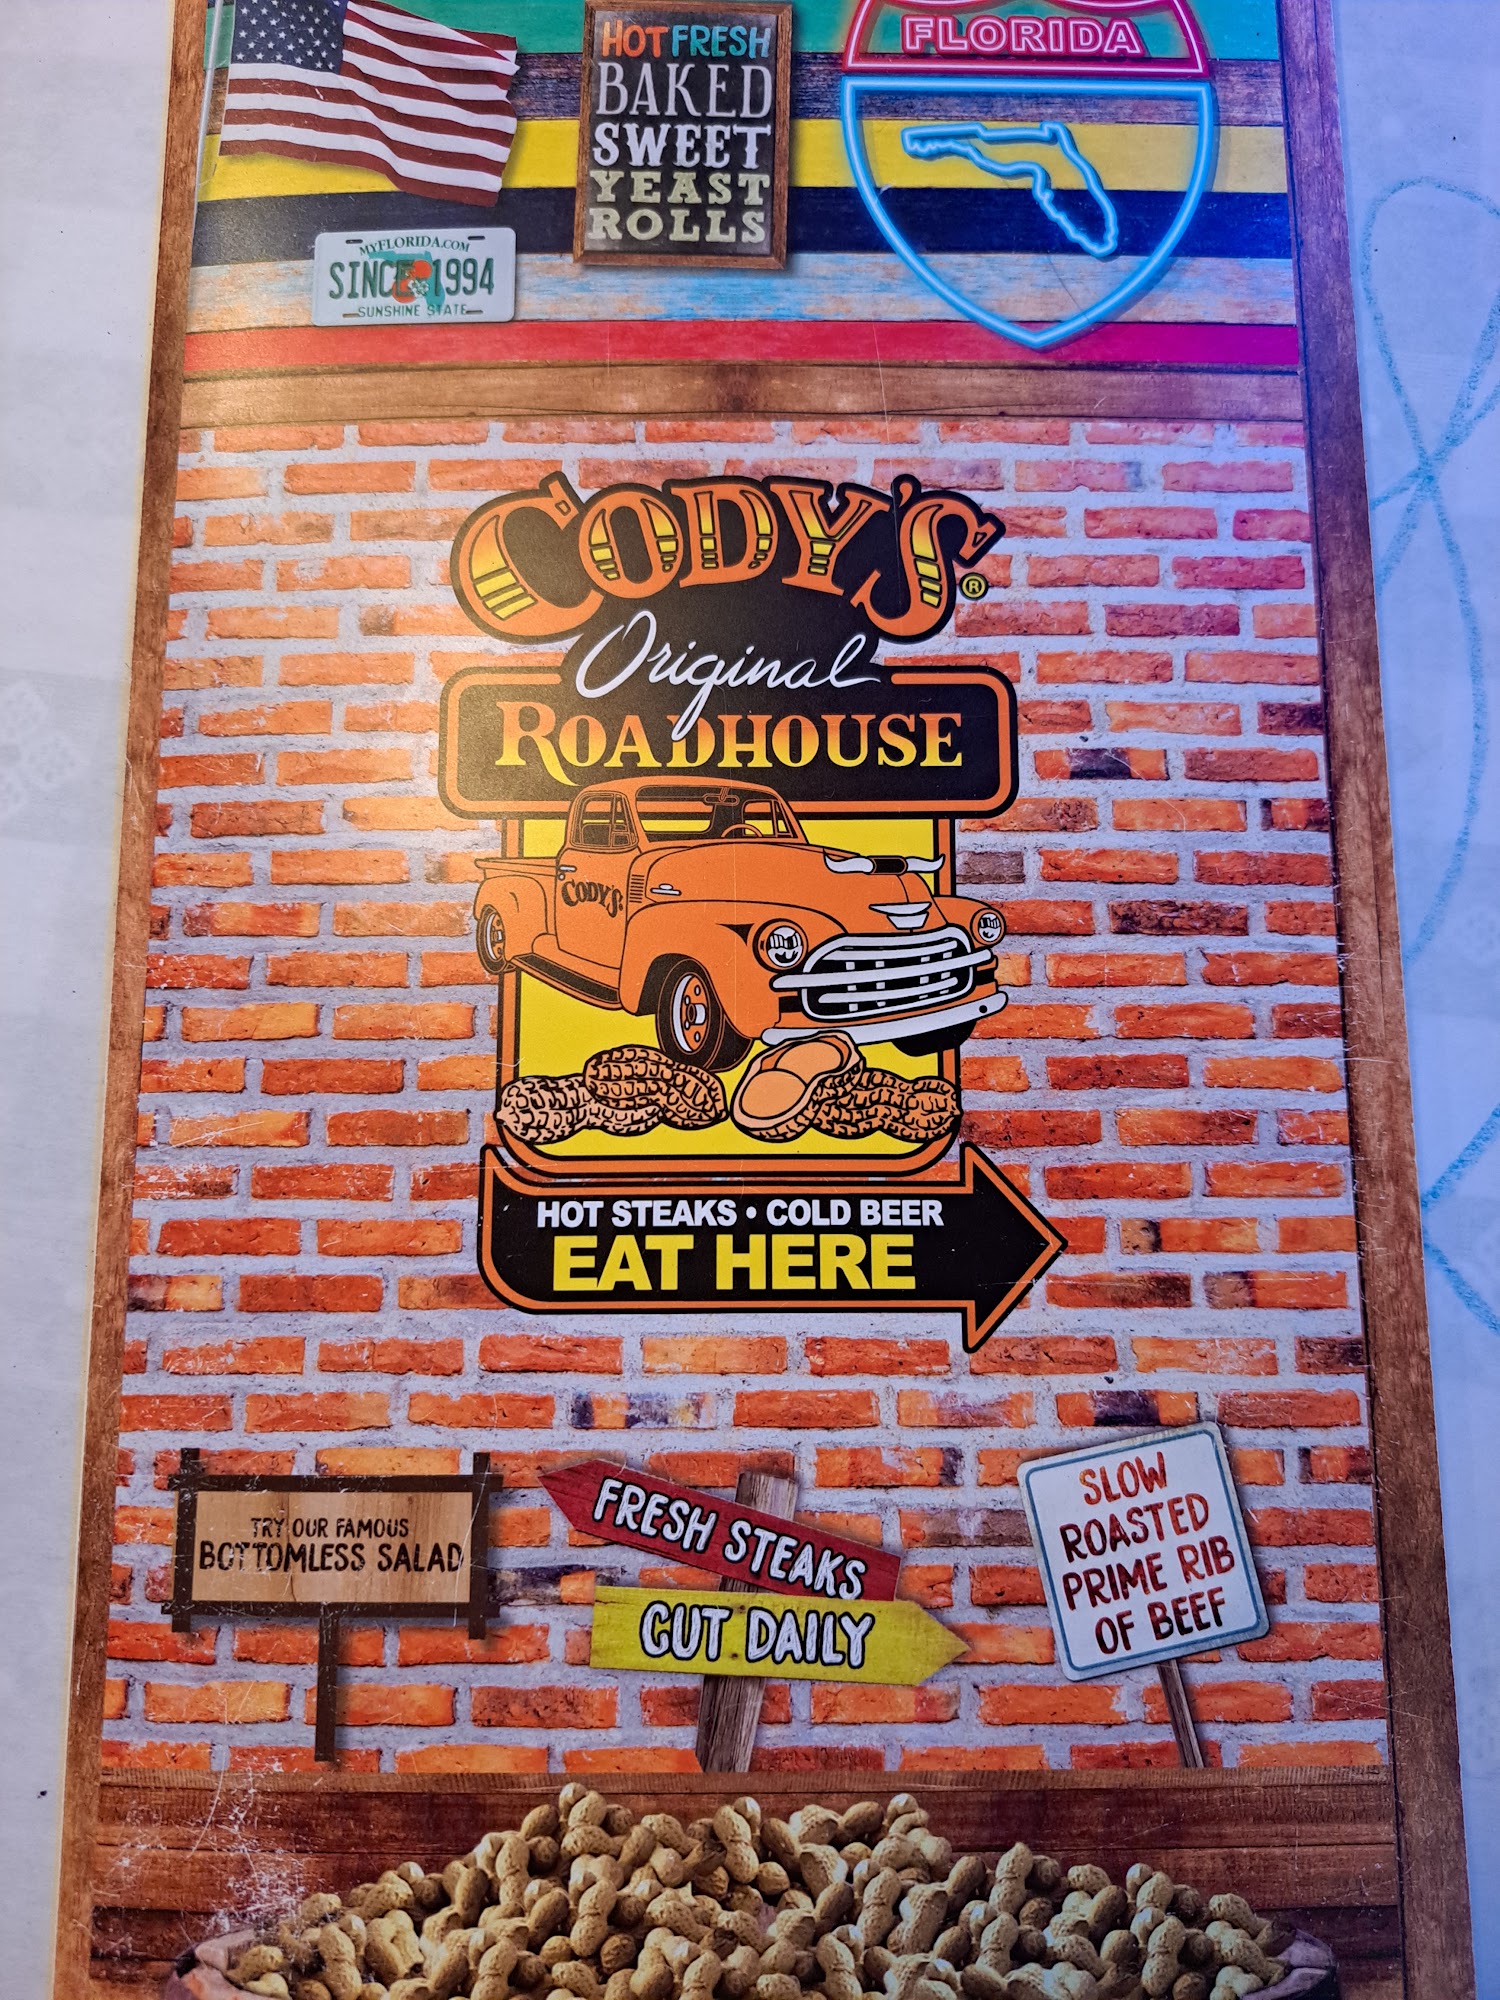 HOT FRESH
BAKED
SWEET
YEAST
ROLLS
FLORIDA
MYFLORIDA.COM
SINCE 1994
SUNSHINE STATE
CODY'S
®
Original
ROADHOUSE
CODY'S
HOT STEAKS • COLD BEER
EAT HERE
TRY OUR FAMOUS
BOTTOMLESS SALAD
FRESH STEAKS
CUT DAILY
SLOW
ROASTED
PRIME RIB
OF BEEF